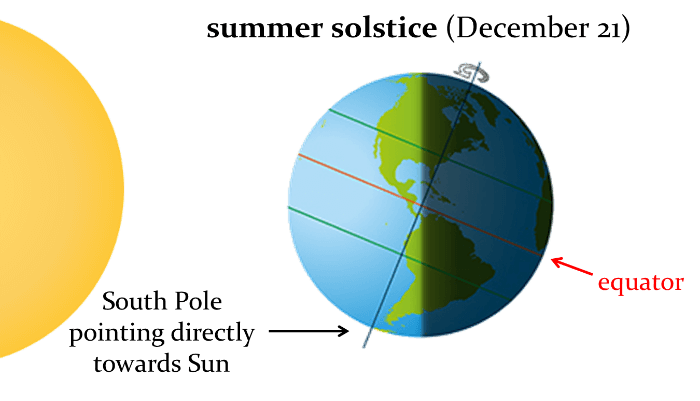 summer solstice (December 21)
equator
South Pole
pointing directly
towards Sun